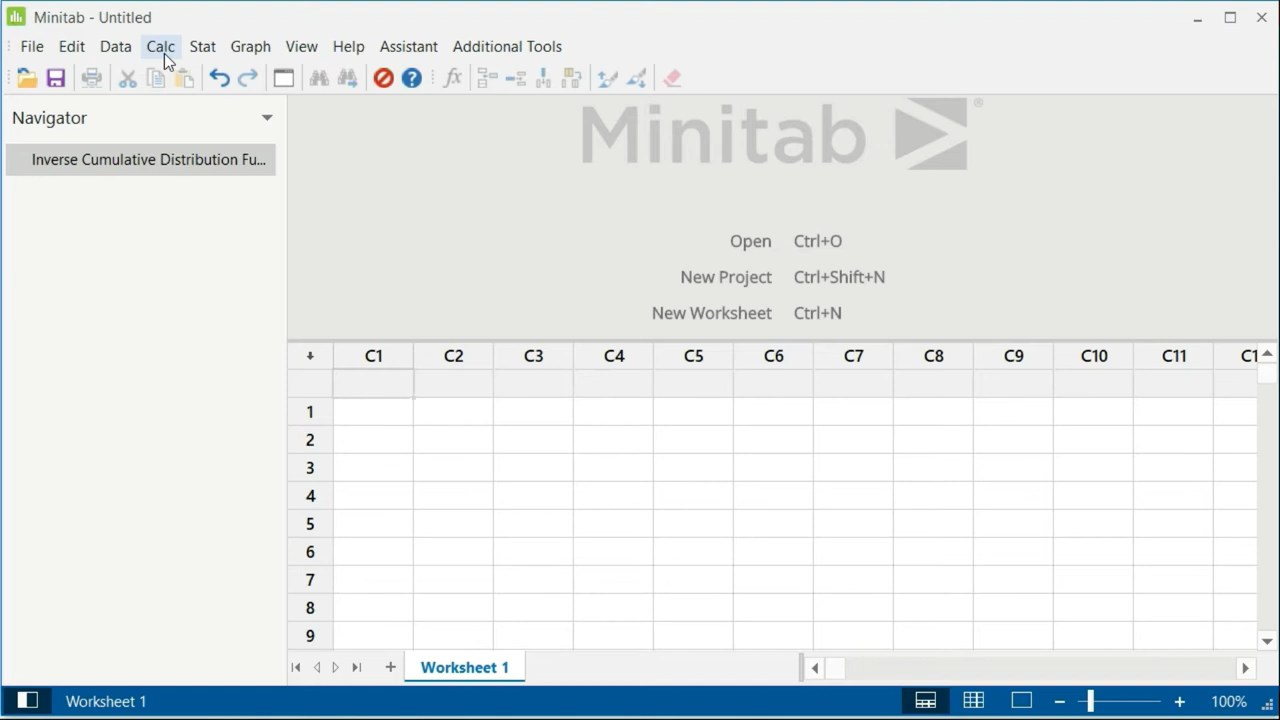 Minitab - Untitled
File Edit Data Calc Stat Graph View Help Assistant Additional Tools
fx
Navigator
Inverse Cumulative Distribution Fu...
Minitab ®
Open Ctrl+O
New Project Ctrl+Shift+N
New Worksheet Ctrl+N
C1 C2 C3 C4 C5 C6 C7 C8 C9 C10 C11 C1
1
2
3
4
5
6
7
8
9
+ Worksheet 1
Worksheet 1 − + 100%